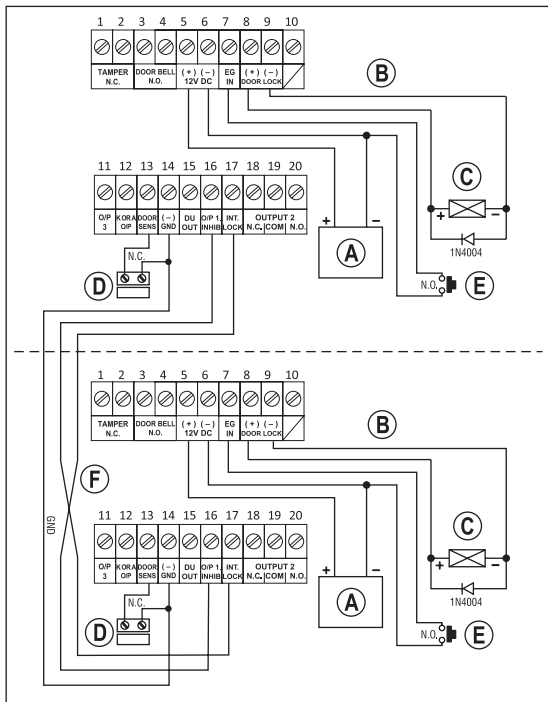 1 2 3 4 5 6 7 8 9 10
TAMPER N.C. DOOR BELL N.O. (+) (–) 12V DC EG IN (+) (–) DOOR LOCK
B
11 12 13 14 15 16 17 18 19 20
O/P 3 KORA O/P DOOR SENS (–) GND DU OUT O/P 1. INHIB INT. LOCK OUTPUT 2 N.C. COM N.O.
C
+ –
+ –
1N4004
A
N.C.
D
N.O.
E
1 2 3 4 5 6 7 8 9 10
TAMPER N.C. DOOR BELL N.O. (+) (–) 12V DC EG IN (+) (–) DOOR LOCK
B
F
GND
11 12 13 14 15 16 17 18 19 20
O/P 3 KORA O/P DOOR SENS (–) GND DU OUT O/P 1. INHIB INT. LOCK OUTPUT 2 N.C. COM N.O.
C
+ –
+ –
1N4004
A
N.C.
D
N.O.
E